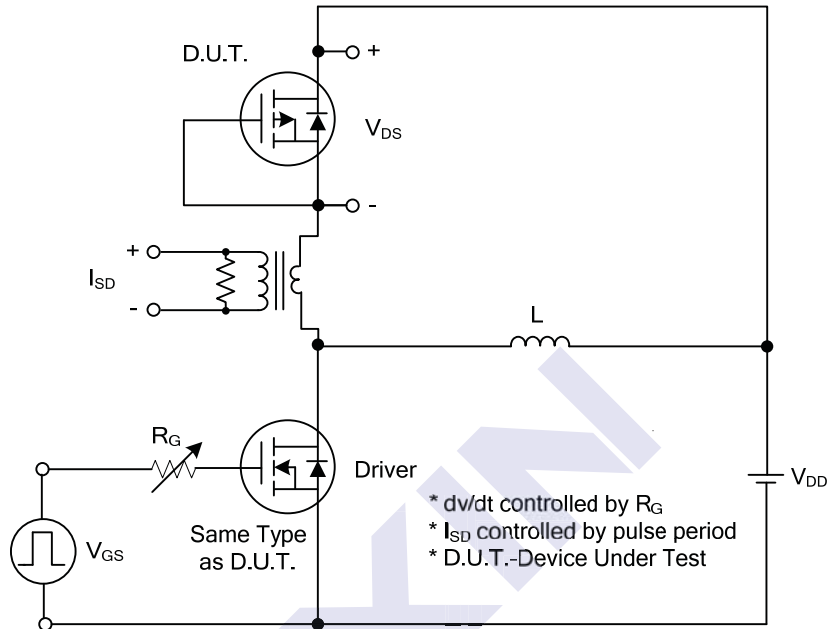 D.U.T.
+
V_DS
-
+
I_SD
-
L
R_G
Driver
V_DD
V_GS
Same Type
as D.U.T.
* dv/dt controlled by R_G
* I_SD controlled by pulse period
* D.U.T.-Device Under Test